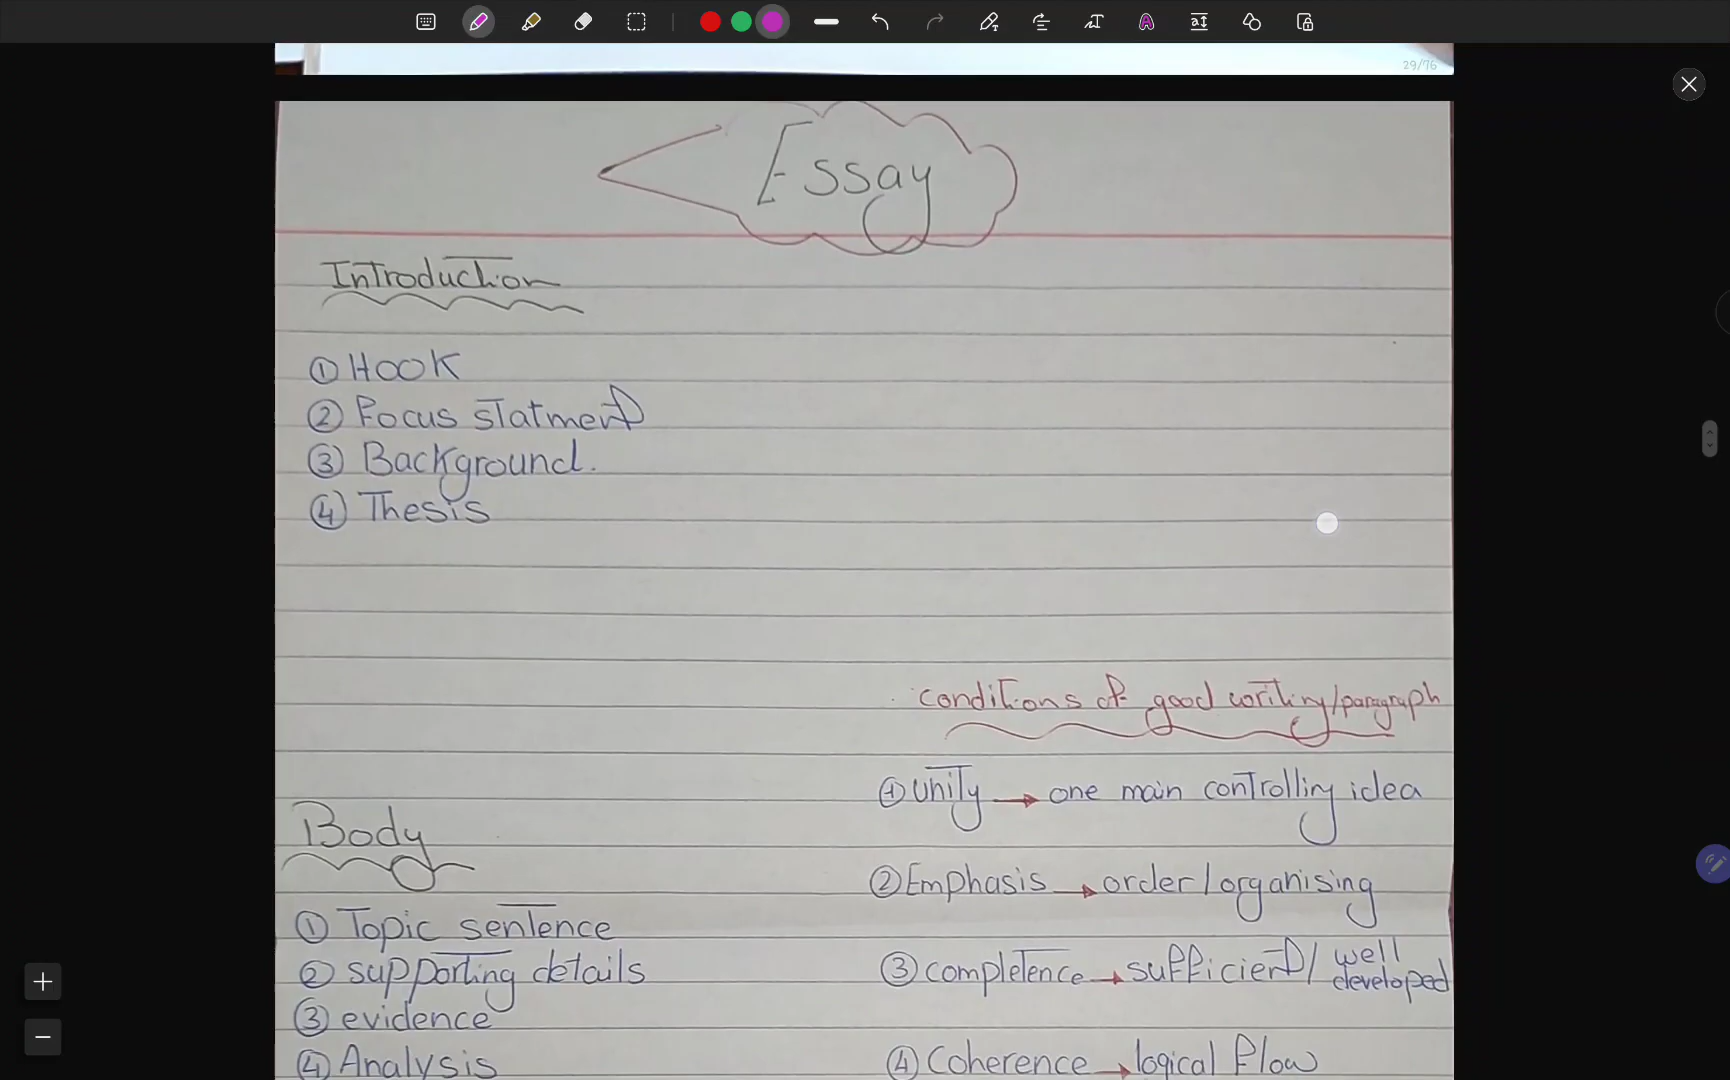 29/76
Essay
Introduction
① Hook
② Focus statment
③ Background.
④ Thesis
conditions of good writing/paragraph
① Unity → one main controlling idea
② Emphasis → order/organising
③ completence → sufficient/ well developed
④ Coherence → logical flow
Body
① Topic sentence
② supporting details
③ evidence
④ Analysis